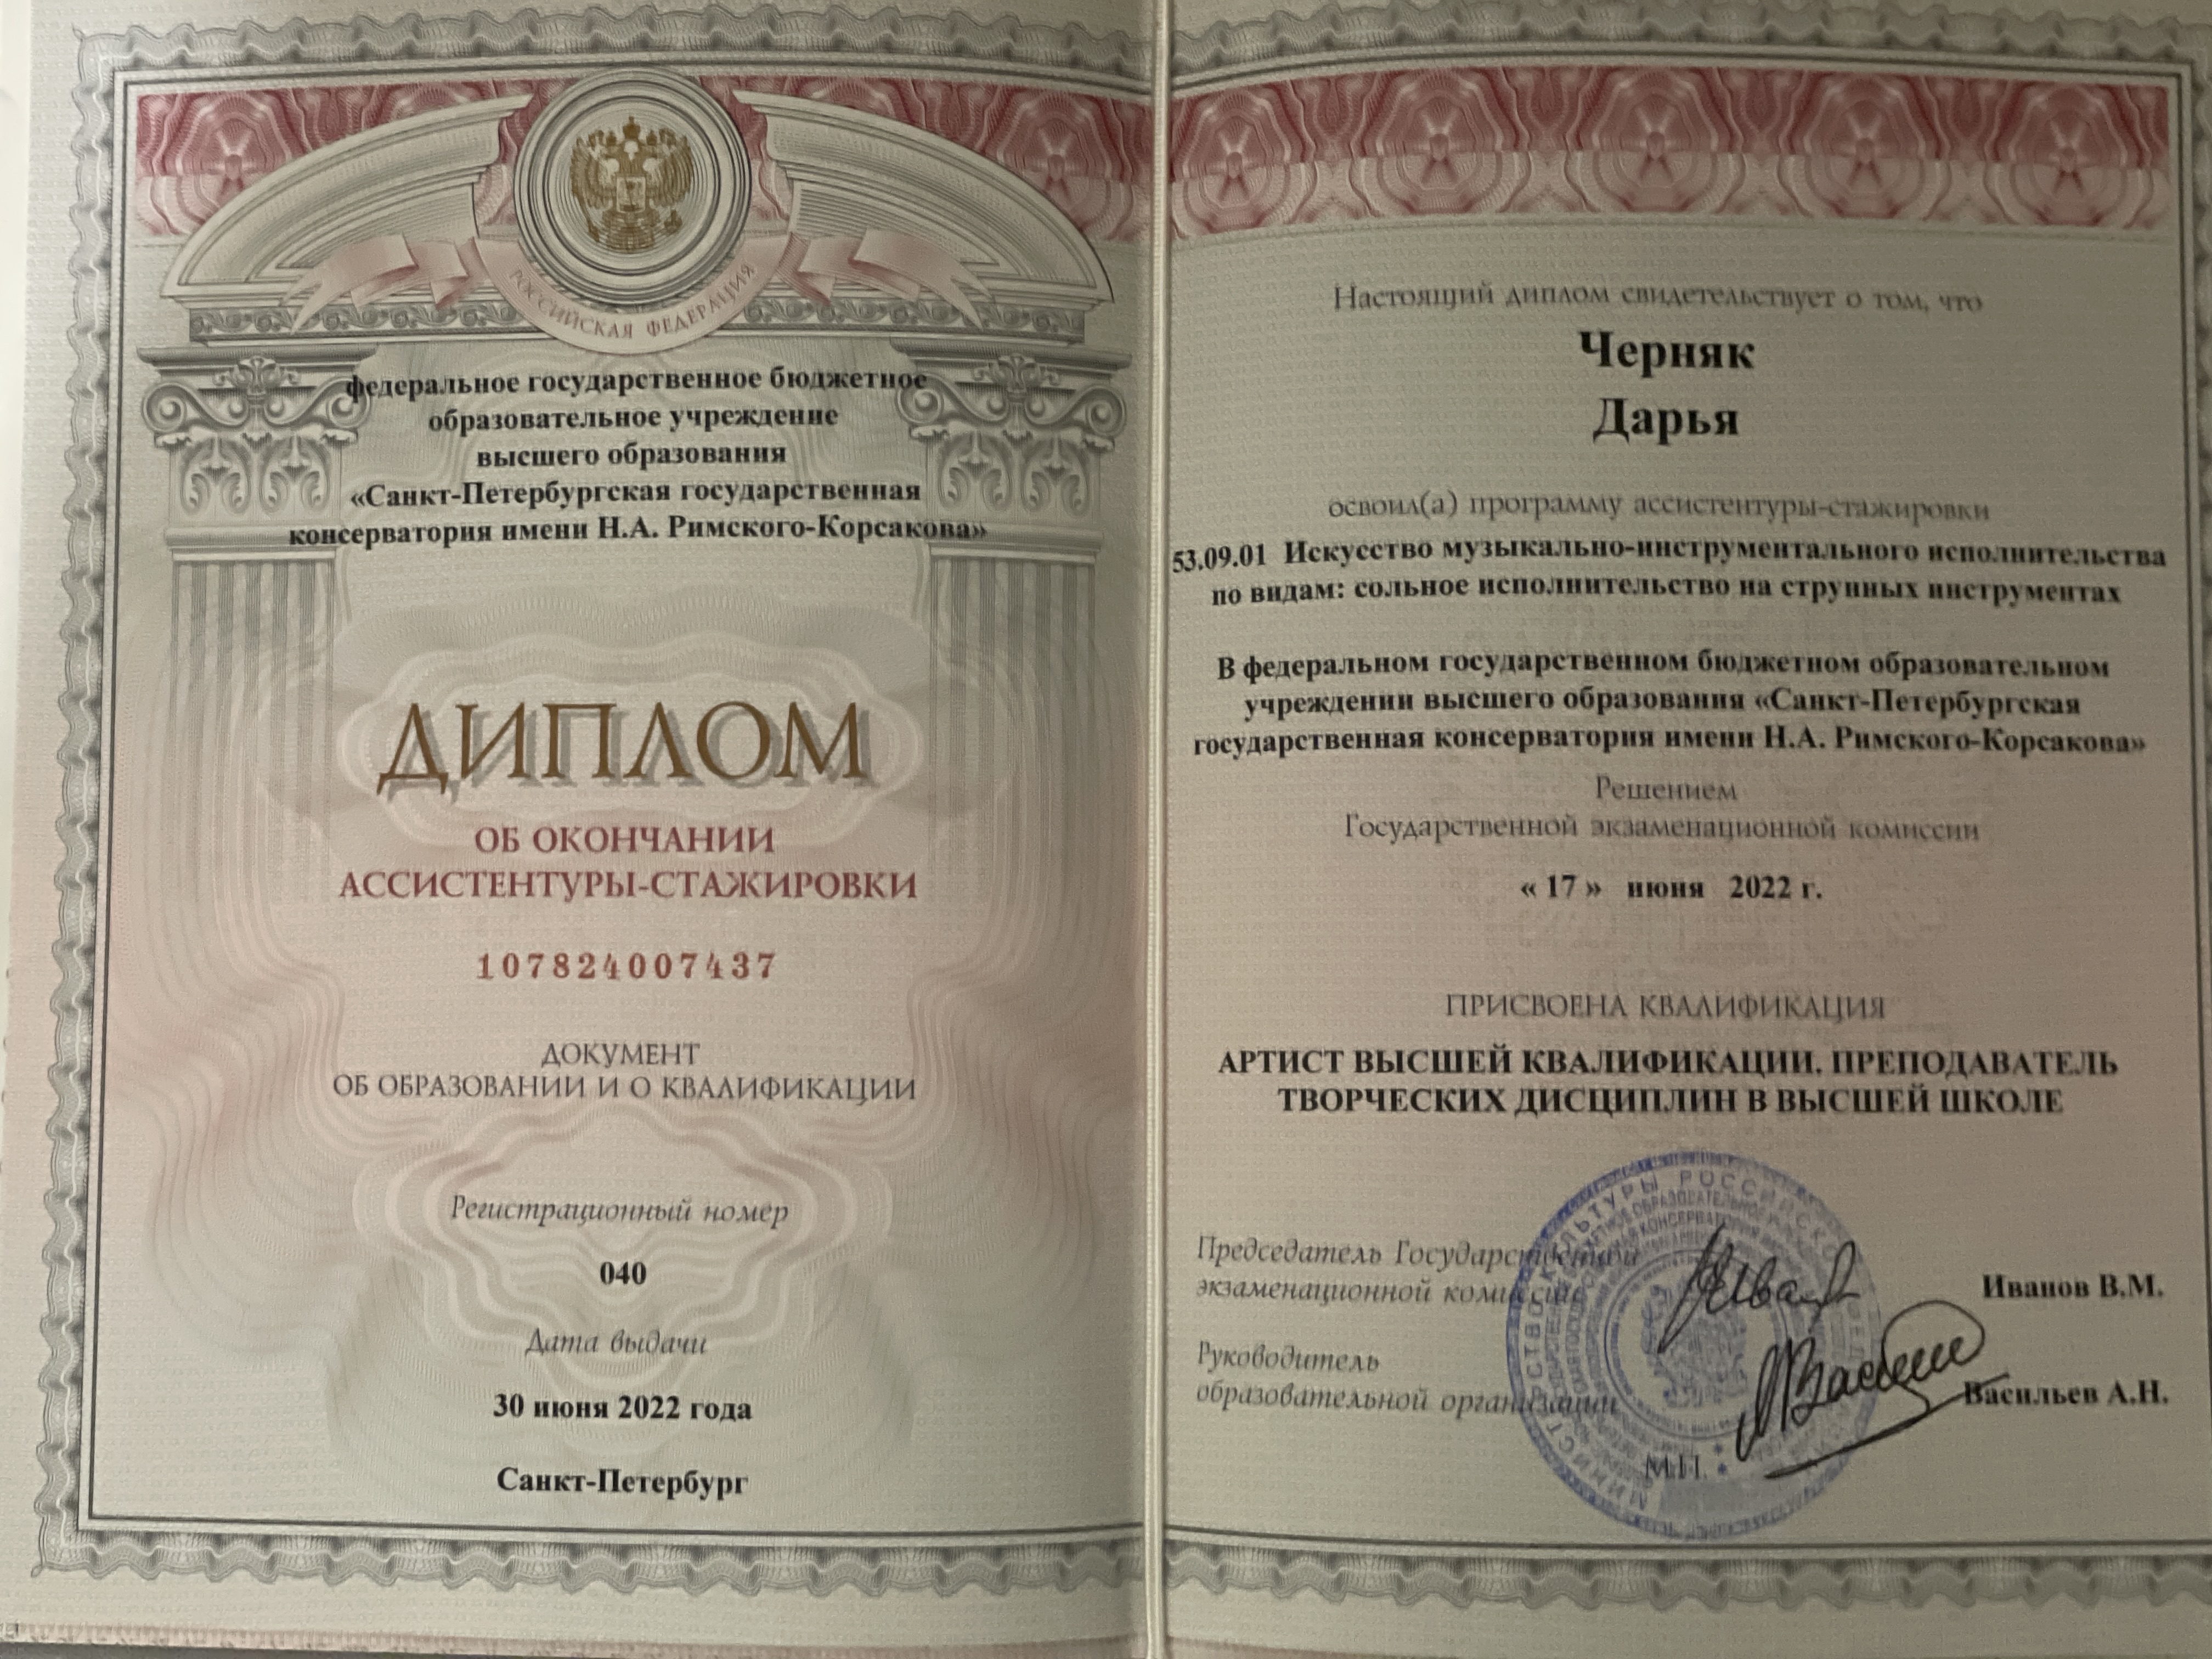 РОССИЙСКАЯ ФЕДЕРАЦИЯ
федеральное государственное бюджетное
образовательное учреждение
высшего образования
«Санкт-Петербургская государственная
консерватория имени Н.А. Римского-Корсакова»
ДИПЛОМ
ОБ ОКОНЧАНИИ
АССИСТЕНТУРЫ-СТАЖИРОВКИ
107824007437
ДОКУМЕНТ
ОБ ОБРАЗОВАНИИ И О КВАЛИФИКАЦИИ
Регистрационный номер
040
Дата выдачи
30 июня 2022 года
Санкт-Петербург
Настоящий диплом свидетельствует о том, что
Черняк
Дарья
освоил(а) программу ассистентуры-стажировки
53.09.01 Искусство музыкально-инструментального исполнительства
по видам: сольное исполнительство на струнных инструментах
В федеральном государственном бюджетном образовательном
учреждении высшего образования «Санкт-Петербургская
государственная консерватория имени Н.А. Римского-Корсакова»
Решением
Государственной экзаменационной комиссии
« 17 » июня 2022 г.
ПРИСВОЕНА КВАЛИФИКАЦИЯ
АРТИСТ ВЫСШЕЙ КВАЛИФИКАЦИИ. ПРЕПОДАВАТЕЛЬ
ТВОРЧЕСКИХ ДИСЦИПЛИН В ВЫСШЕЙ ШКОЛЕ
Председатель Государственной
экзаменационной комиссии
Иванов В.М.
Руководитель
образовательной организации
Васильев А.Н.
М.П.